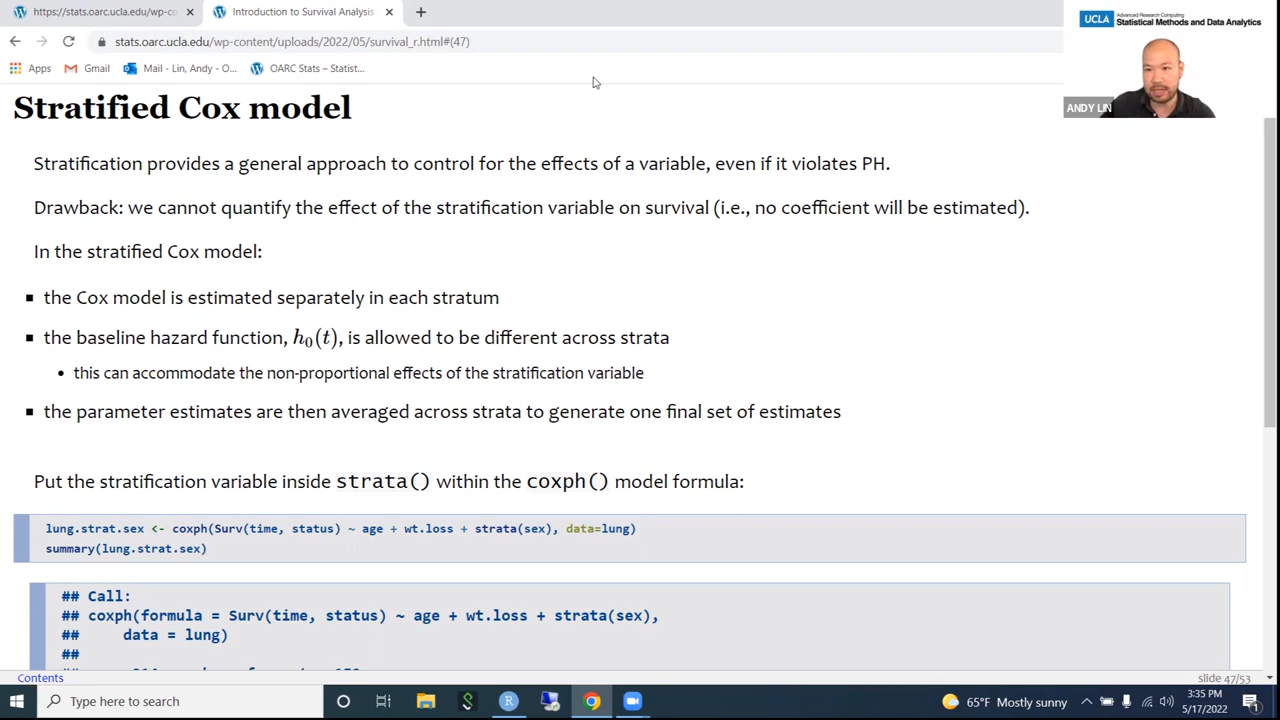 https://stats.oarc.ucla.edu/wp-co
Introduction to Survival Analysis
stats.oarc.ucla.edu/wp-content/uploads/2022/05/survival_r.html#(47)
Apps
Gmail
Mail - Lin, Andy - O...
OARC Stats – Statist...
UCLA
Advanced Research Computing
Statistical Methods and Data Analytics
ANDY LIN
Stratified Cox model
Stratification provides a general approach to control for the effects of a variable, even if it violates PH.
Drawback: we cannot quantify the effect of the stratification variable on survival (i.e., no coefficient will be estimated).
In the stratified Cox model:
the Cox model is estimated separately in each stratum
the baseline hazard function, h₀(t), is allowed to be different across strata
this can accommodate the non-proportional effects of the stratification variable
the parameter estimates are then averaged across strata to generate one final set of estimates
Put the stratification variable inside strata() within the coxph() model formula:
lung.strat.sex <- coxph(Surv(time, status) ~ age + wt.loss + strata(sex), data=lung)
summary(lung.strat.sex)
## Call:
## coxph(formula = Surv(time, status) ~ age + wt.loss + strata(sex),
## data = lung)
##
Contents
slide 47/53
Type here to search
65°F Mostly sunny
3:35 PM
5/17/2022